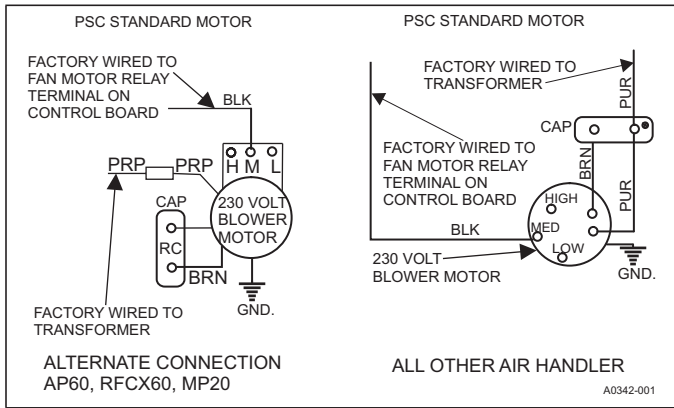 PSC STANDARD MOTOR
FACTORY WIRED TO
FAN MOTOR RELAY
TERMINAL ON
CONTROL BOARD
BLK
H M L
PRP PRP
CAP
RC
230 VOLT
BLOWER
MOTOR
BRN
GND.
FACTORY WIRED TO
TRANSFORMER
ALTERNATE CONNECTION
AP60, RFCX60, MP20
PSC STANDARD MOTOR
FACTORY WIRED TO
TRANSFORMER
PUR
CAP
FACTORY WIRED TO
FAN MOTOR RELAY
TERMINAL ON
CONTROL BOARD
BRN
PUR
HIGH
MED
LOW
BLK
230 VOLT
BLOWER MOTOR
GND.
ALL OTHER AIR HANDLER
A0342-001